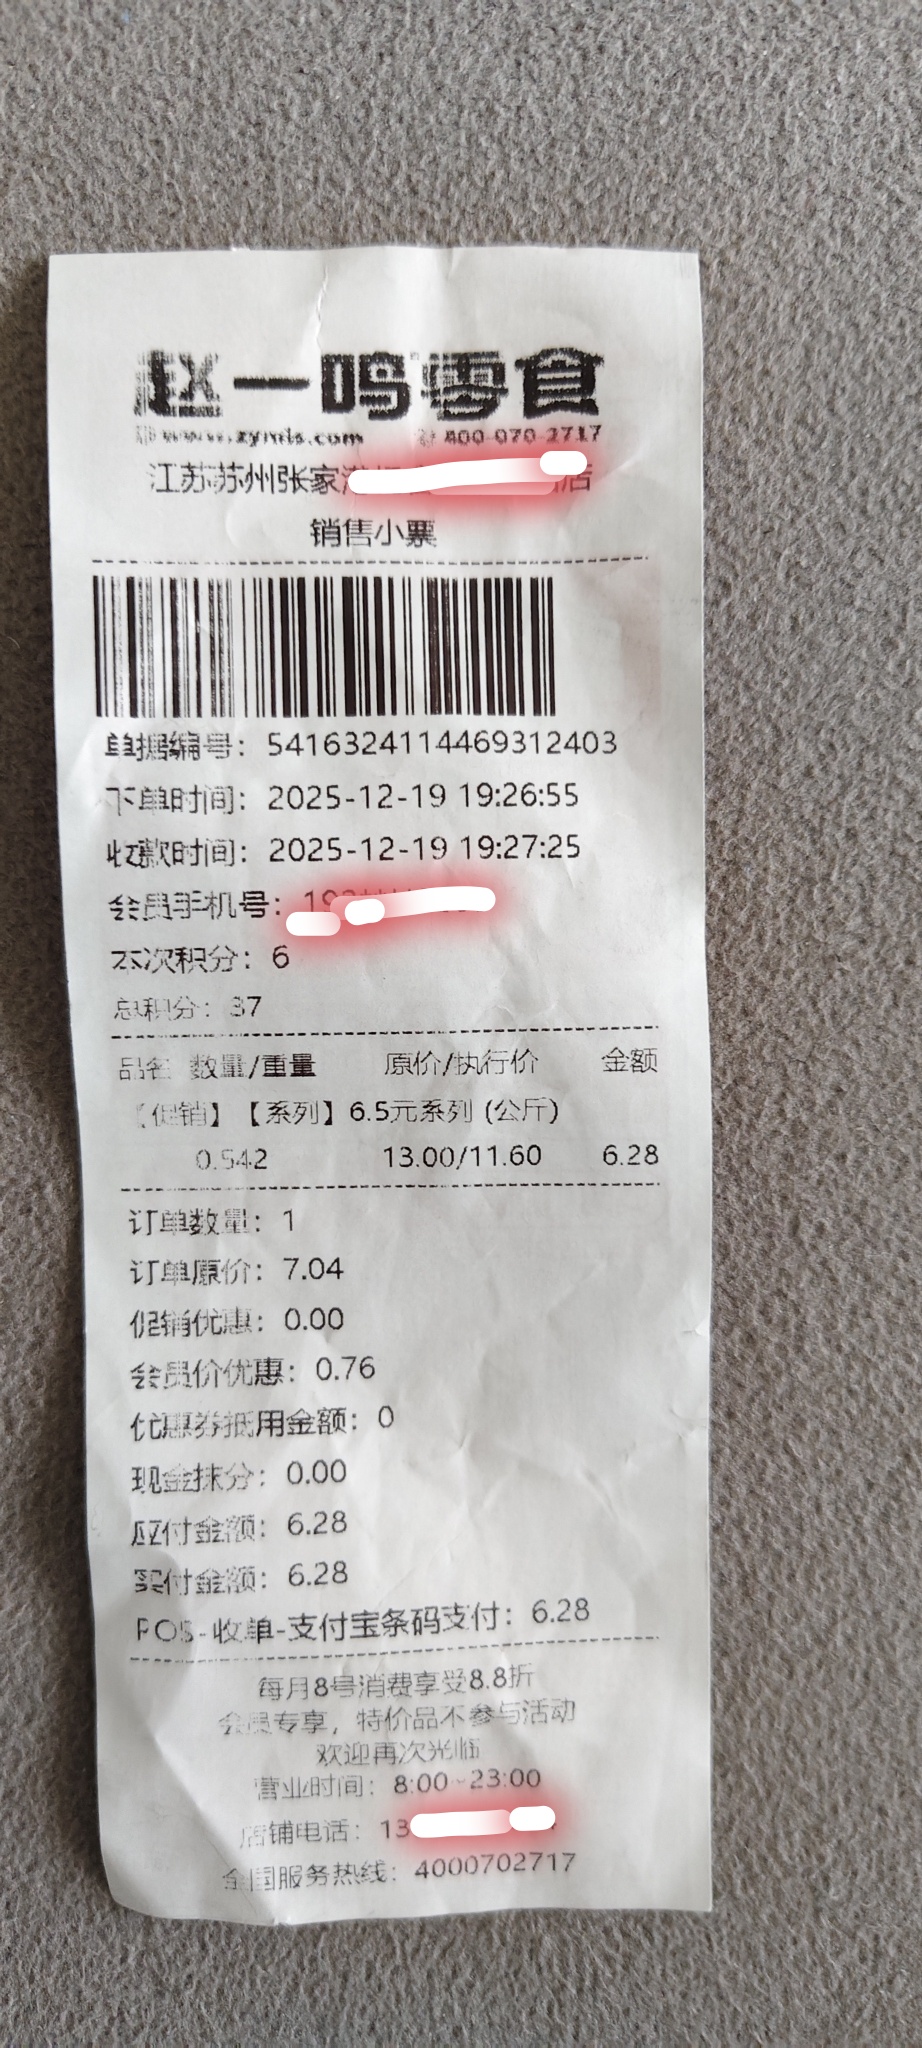 赵一鸣零食
www.zymls.com 400-070-2717
江苏苏州张家港 店
销售小票
单据编号：5416324114469312403
下单时间：2025-12-19 19:26:55
收款时间：2025-12-19 19:27:25
会员手机号：
本次积分：6
总积分：37
品名 数量/重量 原价/执行价 金额
【促销】【系列】6.5元系列 (公斤)
0.542 13.00/11.60 6.28
订单数量：1
订单原价：7.04
促销优惠：0.00
会员价优惠：0.76
优惠券抵用金额：0
现金抹分：0.00
应付金额：6.28
实付金额：6.28
POS-收单-支付宝条码支付：6.28
每月8号消费享受8.8折
会员专享，特价品不参与活动
欢迎再次光临
营业时间：8:00-23:00
店铺电话：13
全国服务热线：4000702717